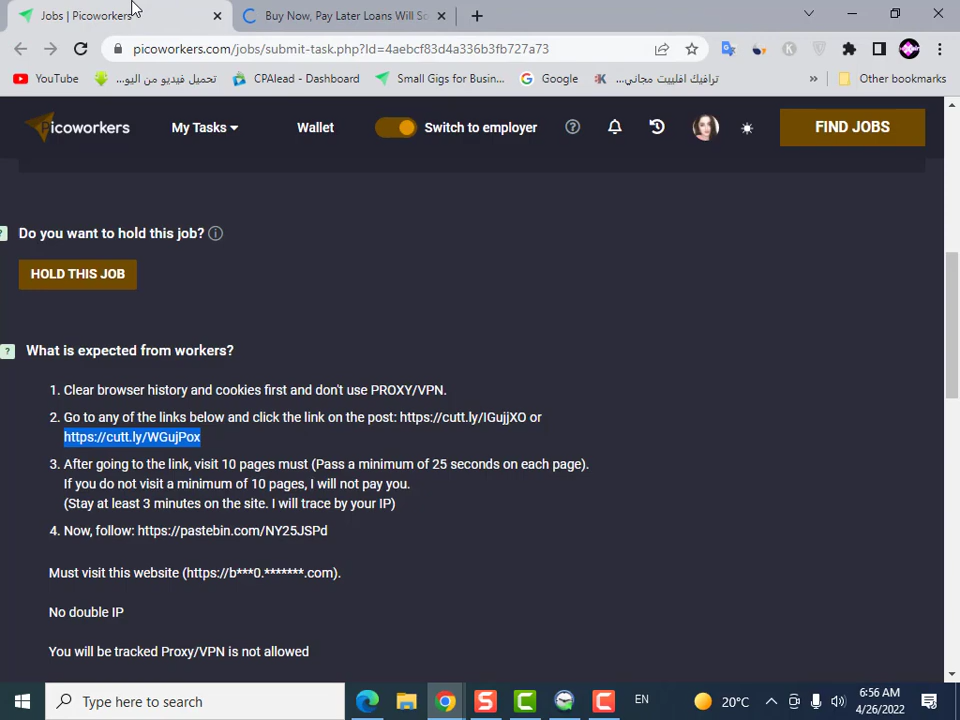 Jobs | Picoworkers
Buy Now, Pay Later Loans Will So
picoworkers.com/jobs/submit-task.php?Id=4aebcf83d4a336b3fb727a73
YouTube
تحميل فيديو من اليو...
CPAlead - Dashboard
Small Gigs for Busin...
Google
ترافيك افلييت مجاني...
»
Other bookmarks
Picoworkers
My Tasks
Wallet
Switch to employer
FIND JOBS
Do you want to hold this job?
HOLD THIS JOB
What is expected from workers?
1. Clear browser history and cookies first and don't use PROXY/VPN.
2. Go to any of the links below and click the link on the post: https://cutt.ly/IGujjXO or
https://cutt.ly/WGujPox
3. After going to the link, visit 10 pages must (Pass a minimum of 25 seconds on each page).
If you do not visit a minimum of 10 pages, I will not pay you.
(Stay at least 3 minutes on the site. I will trace by your IP)
4. Now, follow: https://pastebin.com/NY25JSPd
Must visit this website (https://b***0.*******.com).
No double IP
You will be tracked Proxy/VPN is not allowed
Type here to search
EN
20°C
6:56 AM
4/26/2022